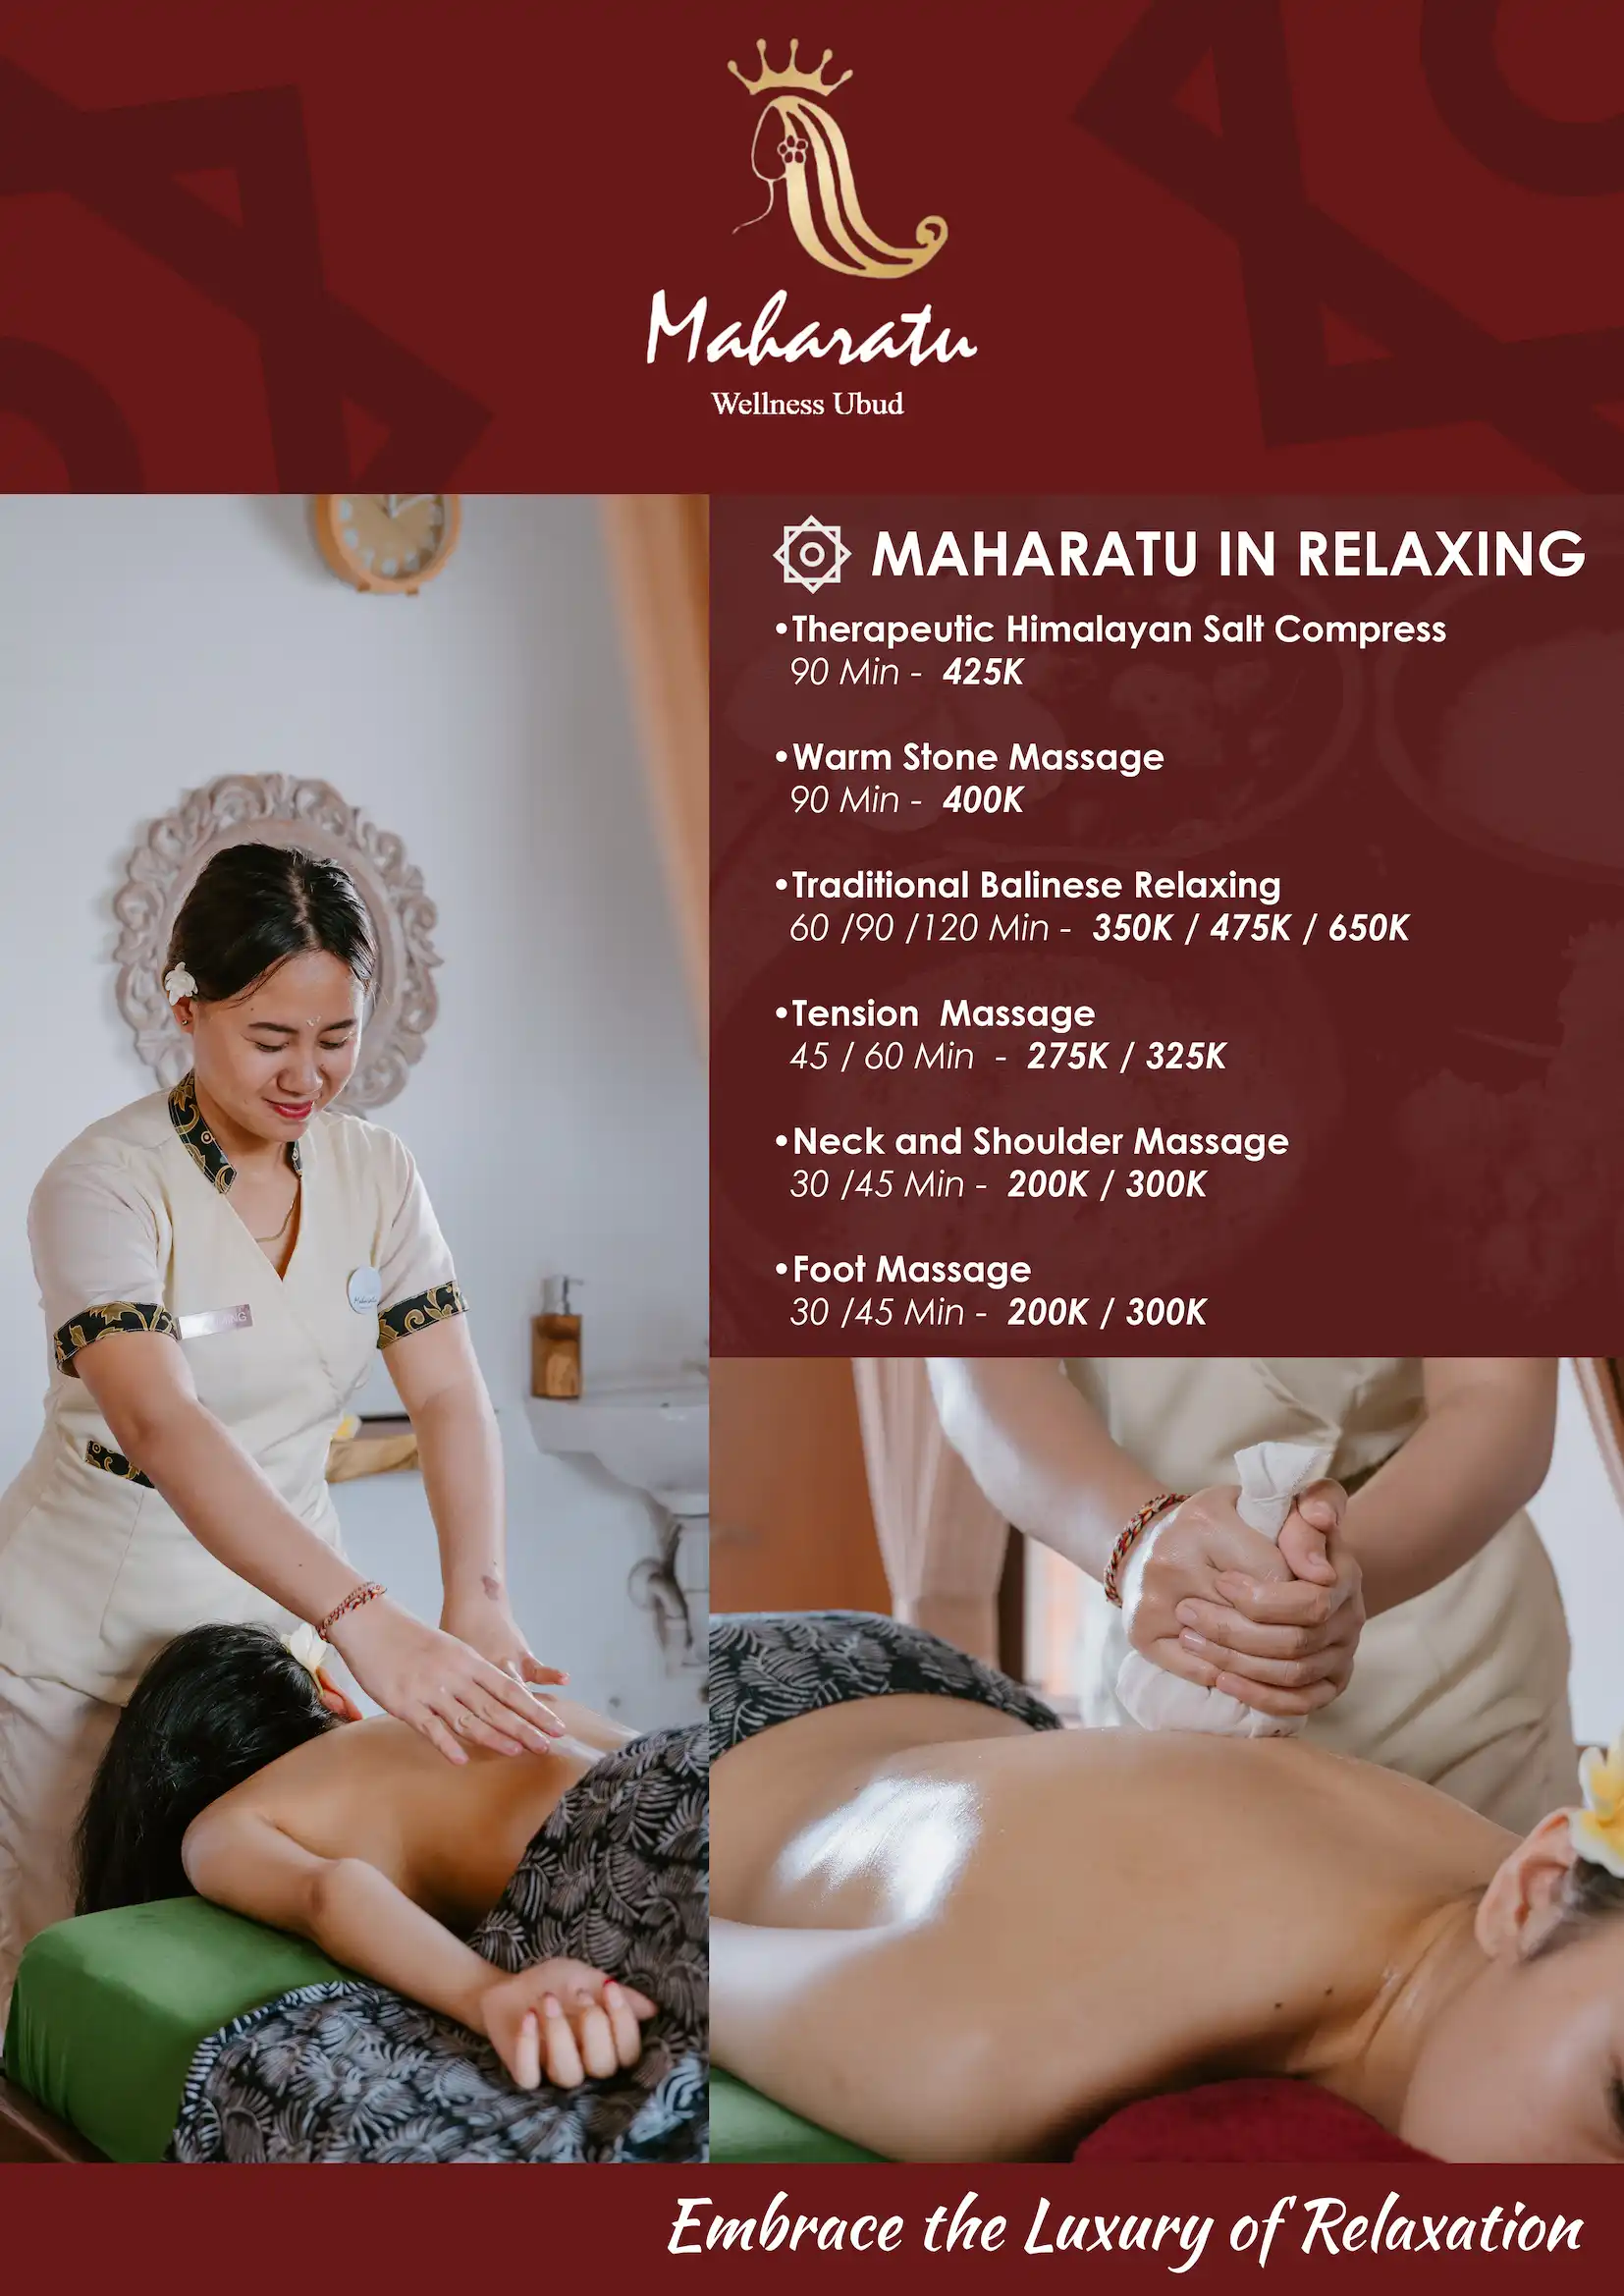 Maharatu
Wellness Ubud
MAHARATU IN RELAXING
•Therapeutic Himalayan Salt Compress
90 Min - 425K
•Warm Stone Massage
90 Min - 400K
•Traditional Balinese Relaxing
60 /90 /120 Min - 350K / 475K / 650K
•Tension  Massage
45 / 60 Min  - 275K / 325K
•Neck and Shoulder Massage
30 /45 Min - 200K / 300K
•Foot Massage
30 /45 Min - 200K / 300K
Embrace the Luxury of Relaxation